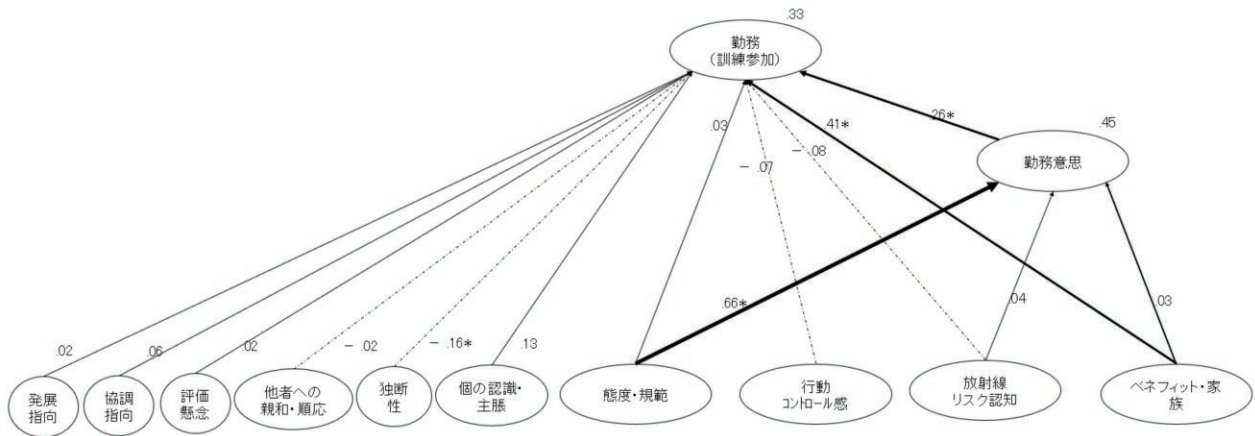 .33
勤務
(訓練参加)
.03
.41*
.26*
.45
勤務意思
− .07
− .08
.66*
.04
.03
.02
.06
.02
− .02
− .16*
.13
発展
指向
協調
指向
評価
懸念
他者への
親和・順応
独断
性
個の認識・
主張
態度・規範
行動
コントロール感
放射線
リスク認知
ベネフィット・家
族